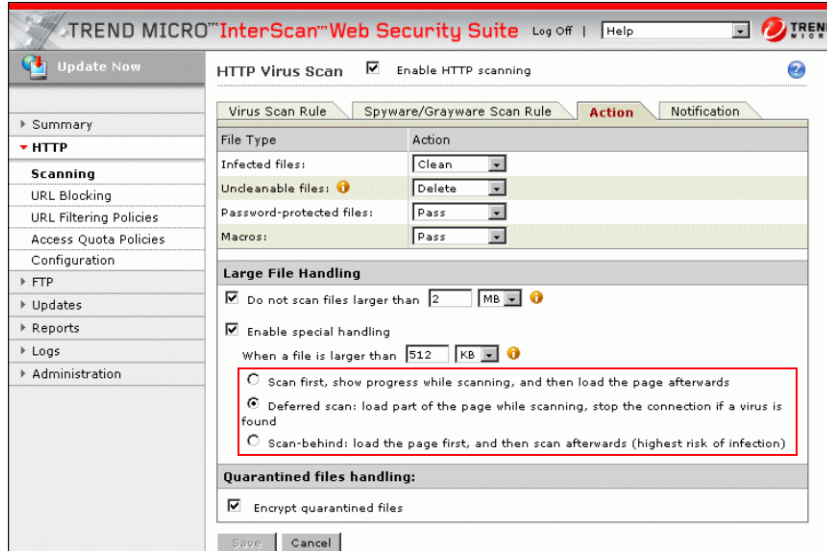 TREND MICRO™ InterScan™ Web Security Suite Log Off | Help
Update Now
HTTP Virus Scan Enable HTTP scanning
Virus Scan Rule Spyware/Grayware Scan Rule Action Notification
Summary
HTTP
Scanning
URL Blocking
URL Filtering Policies
Access Quota Policies
Configuration
FTP
Updates
Reports
Logs
Administration
File Type Action
Infected files: Clean
Uncleanable files: Delete
Password-protected files: Pass
Macros: Pass
Large File Handling
Do not scan files larger than 2 MB
Enable special handling
When a file is larger than 512 KB
Scan first, show progress while scanning, and then load the page afterwards
Deferred scan: load part of the page while scanning, stop the connection if a virus is
found
Scan-behind: load the page first, and then scan afterwards (highest risk of infection)
Quarantined files handling:
Encrypt quarantined files
Save Cancel